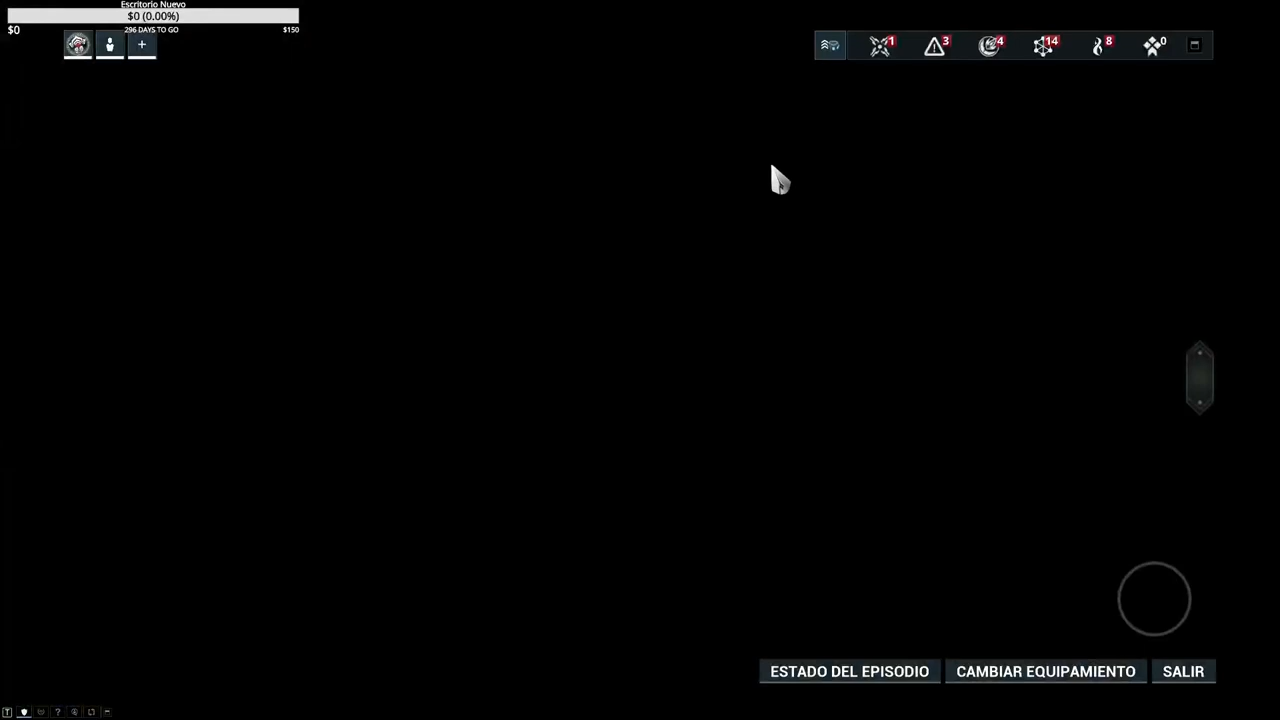 Escritorio Nuevo
$0 (0.00%)
$0
296 DAYS TO GO
$150
+
1
3
4
14
8
0
ESTADO DEL EPISODIO
CAMBIAR EQUIPAMIENTO
SALIR
T
?